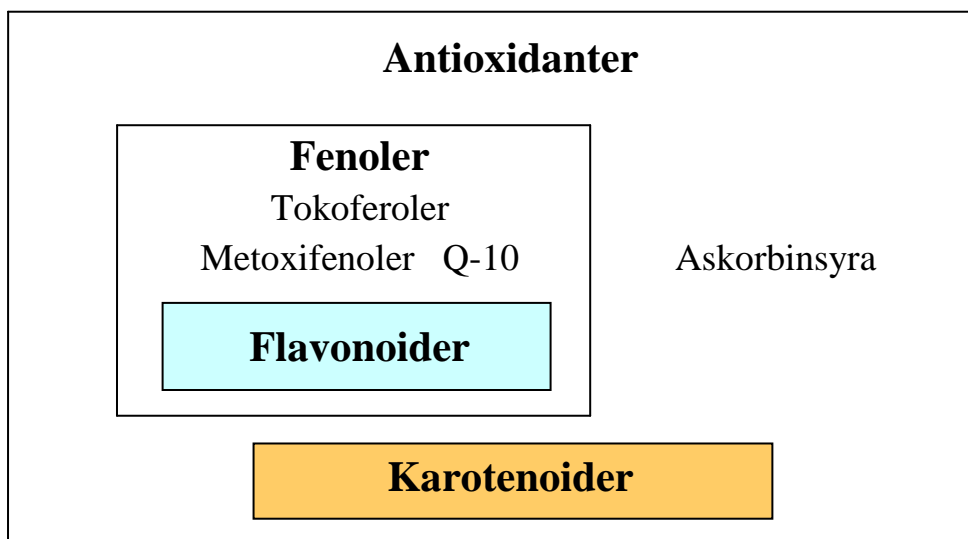 Antioxidanter
Fenoler
Tokoferoler
Metoxifenoler Q-10
Askorbinsyra
Flavonoider
Karotenoider